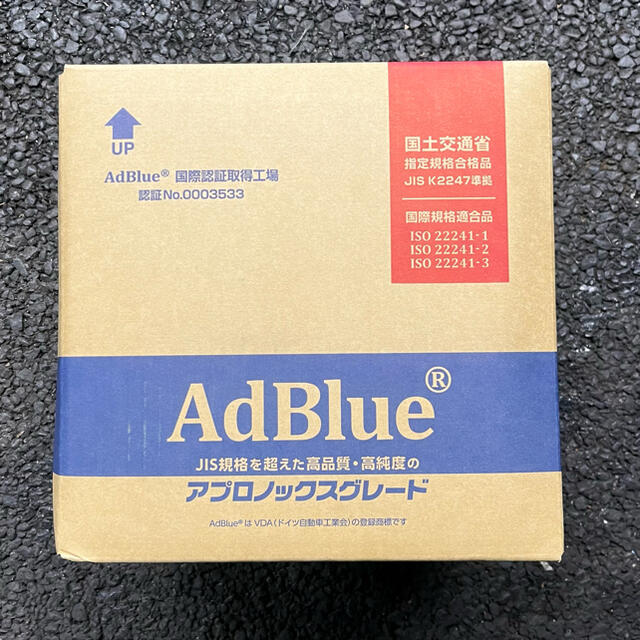 UP
AdBlue® 国際認証取得工場
認証No.0003533
国土交通省
指定規格合格品
JIS K2247準拠
国際規格適合品
ISO 22241-1
ISO 22241-2
ISO 22241-3
AdBlue®
JIS規格を超えた高品質・高純度の
アプロノックスグレード
AdBlue®はVDA(ドイツ自動車工業会)の登録商標です